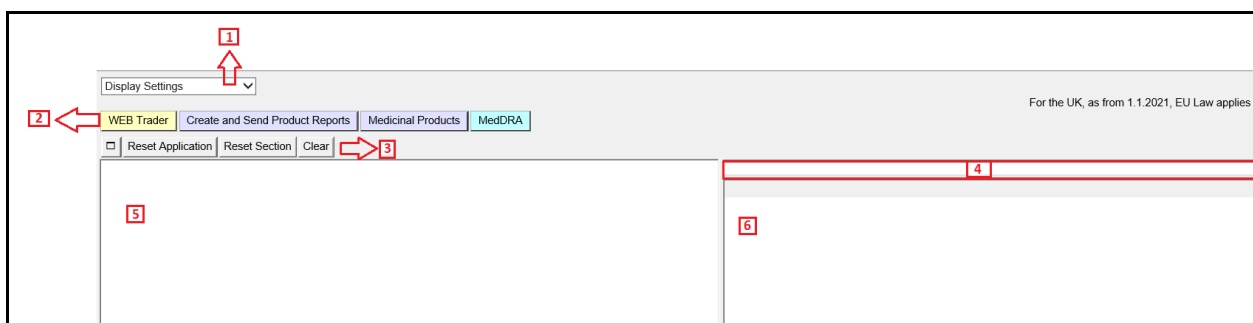 1
Display Settings
For the UK, as from 1.1.2021, EU Law applies
2 WEB Trader Create and Send Product Reports Medicinal Products MedDRA
Reset Application Reset Section Clear 3
4
5
6